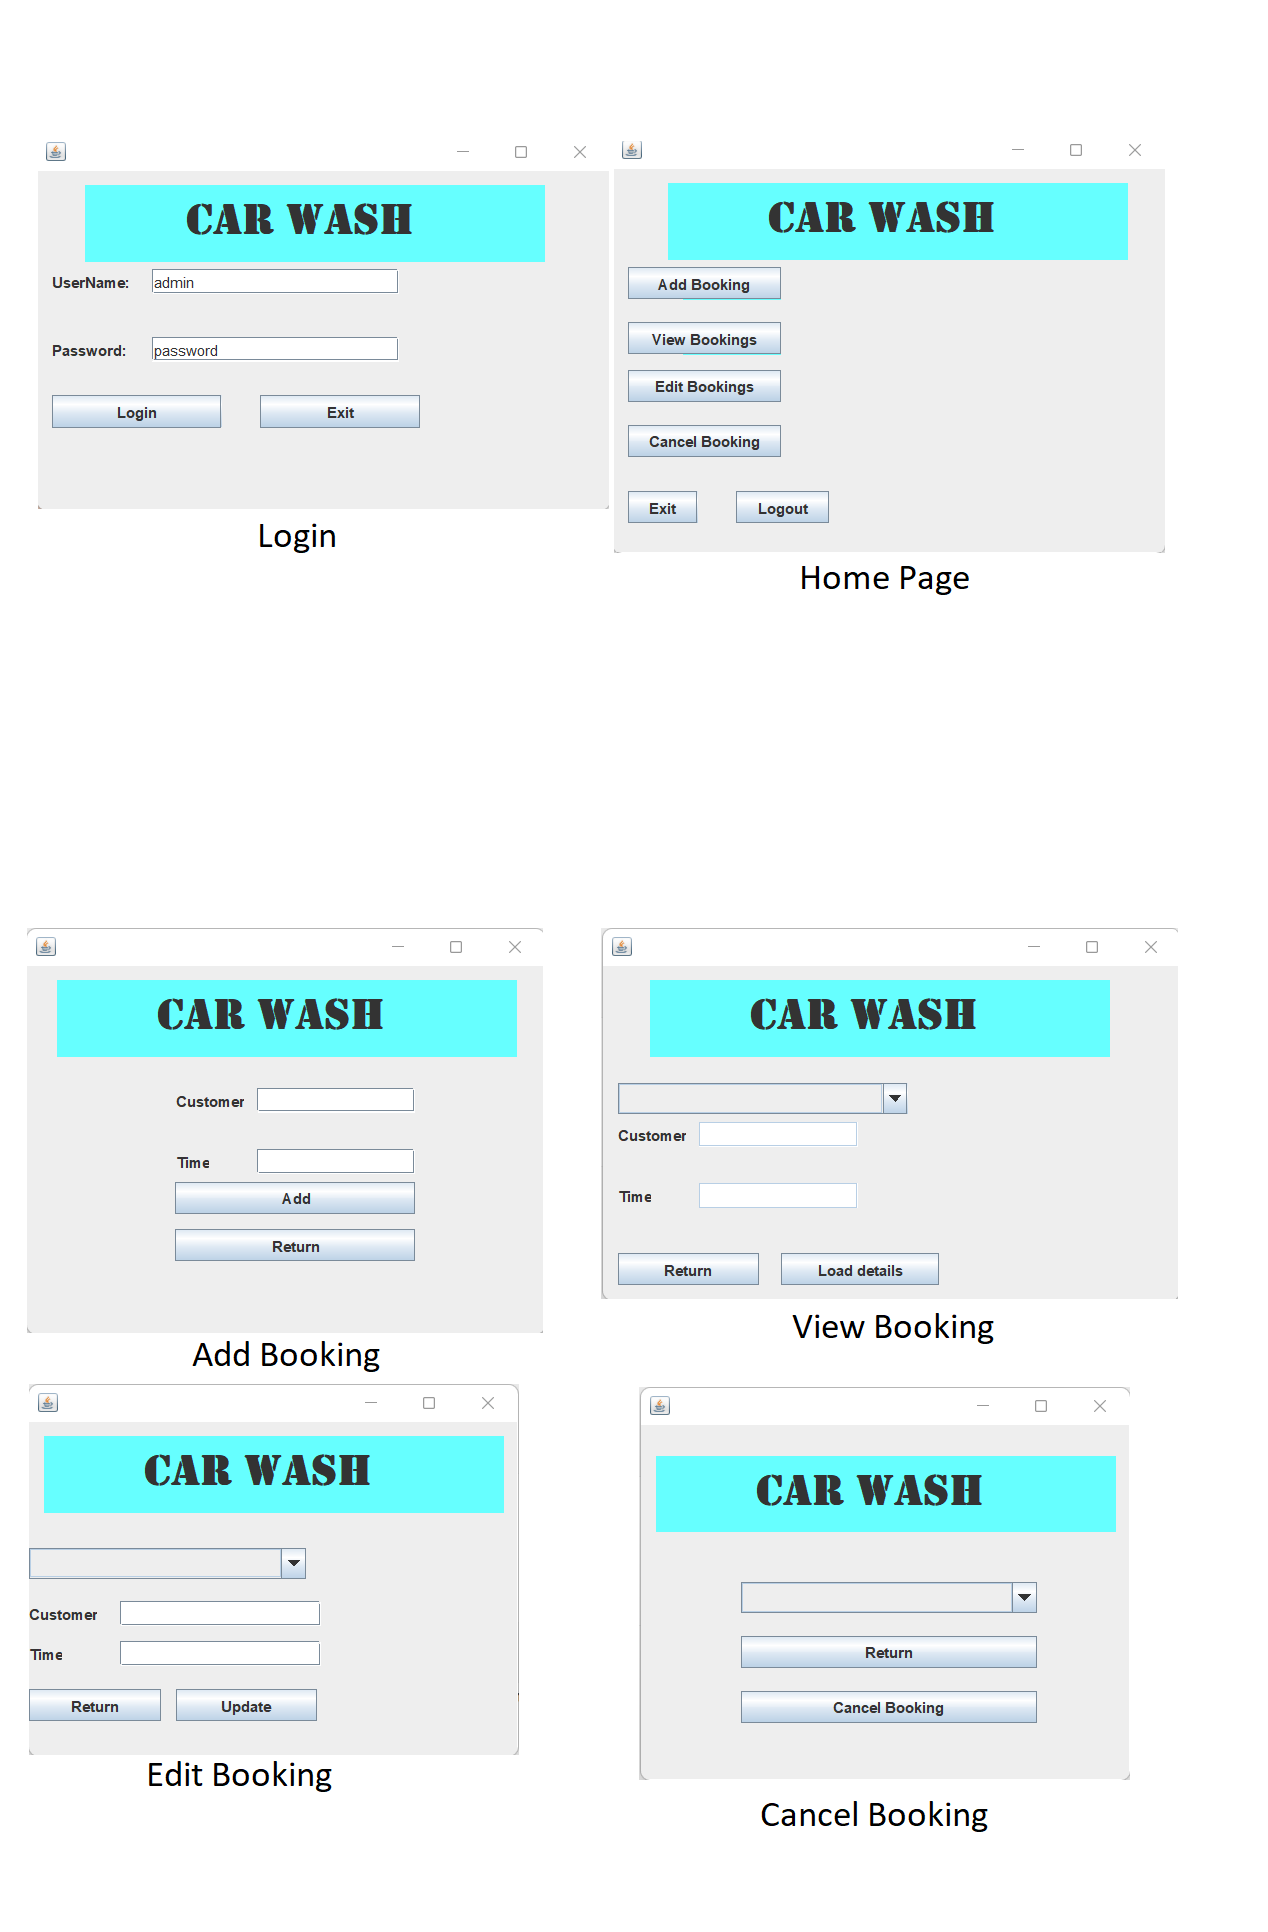 CAR WASH
UserName: admin
Password: password
Login Exit
Login
CAR WASH
Add Booking
View Bookings
Edit Bookings
Cancel Booking
Exit Logout
Home Page
CAR WASH
Customer
Time
Add
Return
Add Booking
CAR WASH
Customer
Time
Return Load details
View Booking
CAR WASH
Customer
Time
Return Update
Edit Booking
CAR WASH
Return
Cancel Booking
Cancel Booking